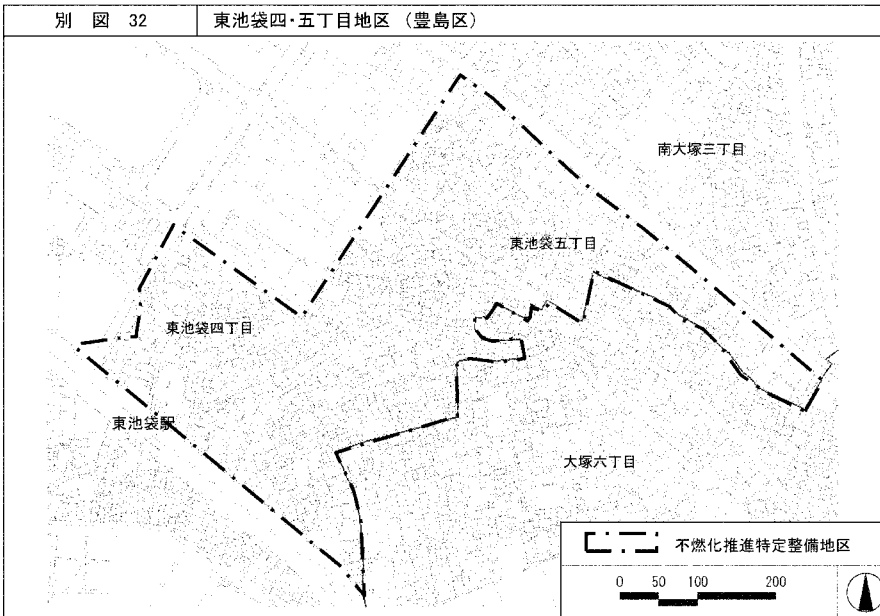 別 図 32
東池袋四・五丁目地区 (豊島区)
南大塚三丁目
東池袋五丁目
東池袋四丁目
東池袋駅
大塚六丁目
不燃化推進特定整備地区
0 50 100 200